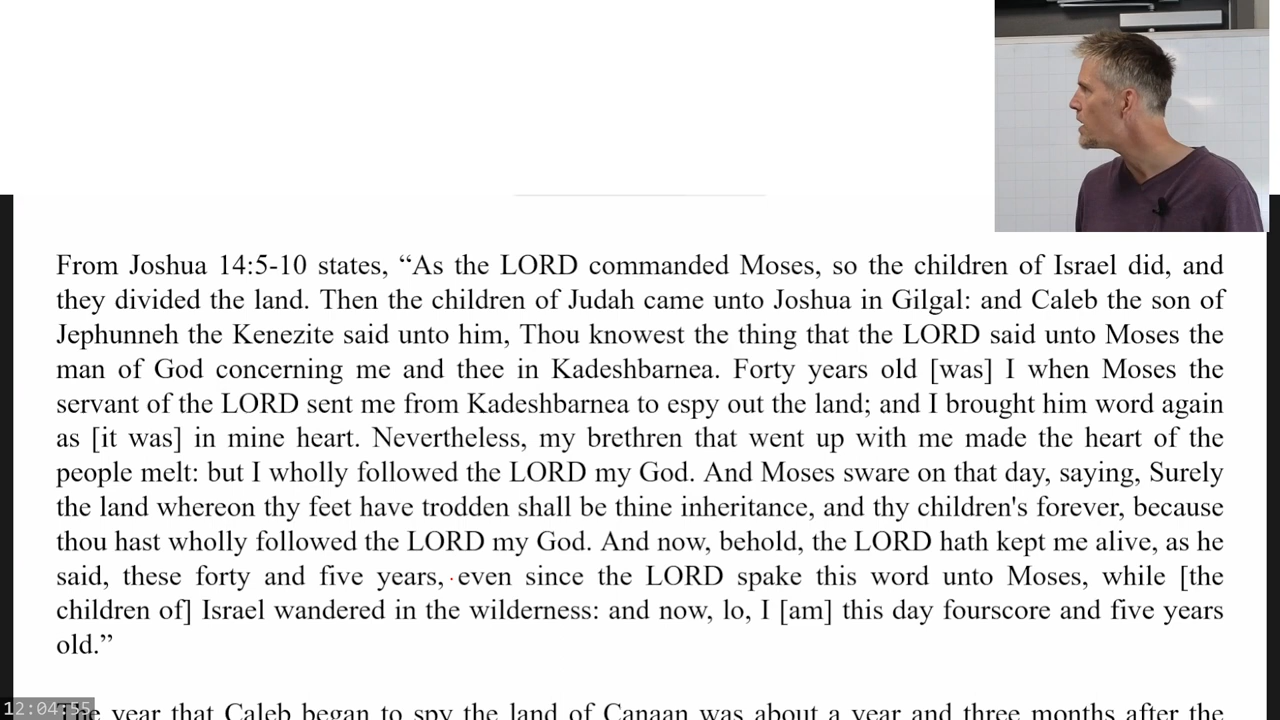 From Joshua 14:5-10 states, “As the LORD commanded Moses, so the children of Israel did, and
they divided the land. Then the children of Judah came unto Joshua in Gilgal: and Caleb the son of
Jephunneh the Kenezite said unto him, Thou knowest the thing that the LORD said unto Moses the
man of God concerning me and thee in Kadeshbarnea. Forty years old [was] I when Moses the
servant of the LORD sent me from Kadeshbarnea to espy out the land; and I brought him word again
as [it was] in mine heart. Nevertheless, my brethren that went up with me made the heart of the
people melt: but I wholly followed the LORD my God. And Moses sware on that day, saying, Surely
the land whereon thy feet have trodden shall be thine inheritance, and thy children's forever, because
thou hast wholly followed the LORD my God. And now, behold, the LORD hath kept me alive, as he
said, these forty and five years, even since the LORD spake this word unto Moses, while [the
children of] Israel wandered in the wilderness: and now, lo, I [am] this day fourscore and five years
old.”
The year that Caleb began to spy the land of Canaan was about a year and three months after the
12:04:55